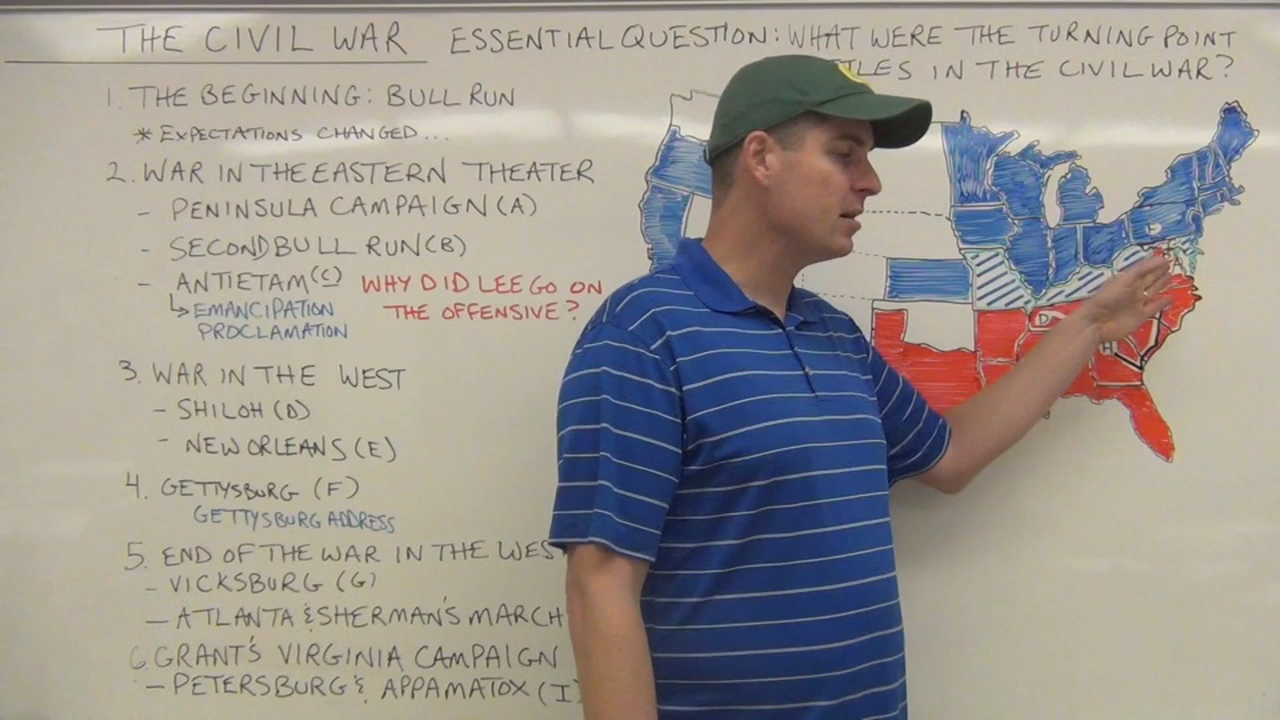 THE CIVIL WAR ESSENTIAL QUESTION: WHAT WERE THE TURNING POINT
TLES IN THE CIVIL WAR?
1. THE BEGINNING: BULL RUN
* EXPECTATIONS CHANGED...
2. WAR IN THE EASTERN THEATER
- PENINSULA CAMPAIGN (A)
- SECOND BULL RUN (B)
- ANTIETAM (C) WHY DID LEE GO ON
THE OFFENSIVE?
↳ EMANCIPATION
PROCLAMATION
3. WAR IN THE WEST
- SHILOH (D)
- NEW ORLEANS (E)
4. GETTYSBURG (F)
GETTYSBURG ADDRESS
5. END OF THE WAR IN THE WES
- VICKSBURG (G)
- ATLANTA & SHERMAN'S MARCH
6 GRANT'S VIRGINIA CAMPAIGN
- PETERSBURG & APPAMATOX (I)
D
H